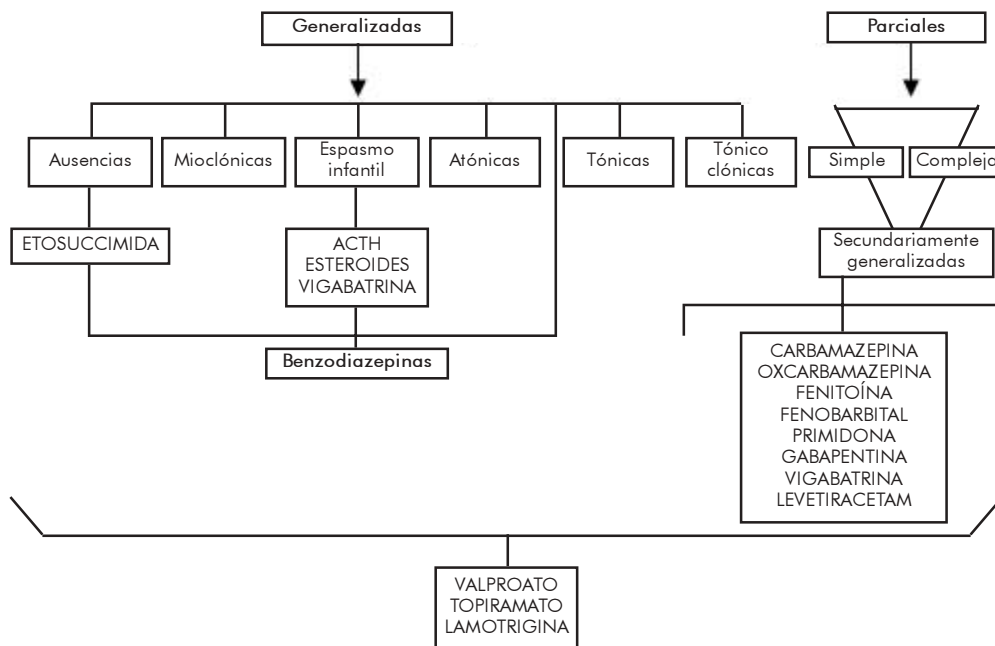 Generalizadas
Parciales
Ausencias
Mioclónicas
Espasmo
infantil
Atónicas
Tónicas
Tónico
clónicas
Simple
Compleja
ETOSUCCIMIDA
ACTH
ESTEROIDES
VIGABATRINA
Secundariamente
generalizadas
Benzodiazepinas
CARBAMAZEPINA
OXCARBAMAZEPINA
FENITOÍNA
FENOBARBITAL
PRIMIDONA
GABAPENTINA
VIGABATRINA
LEVETIRACETAM
VALPROATO
TOPIRAMATO
LAMOTRIGINA